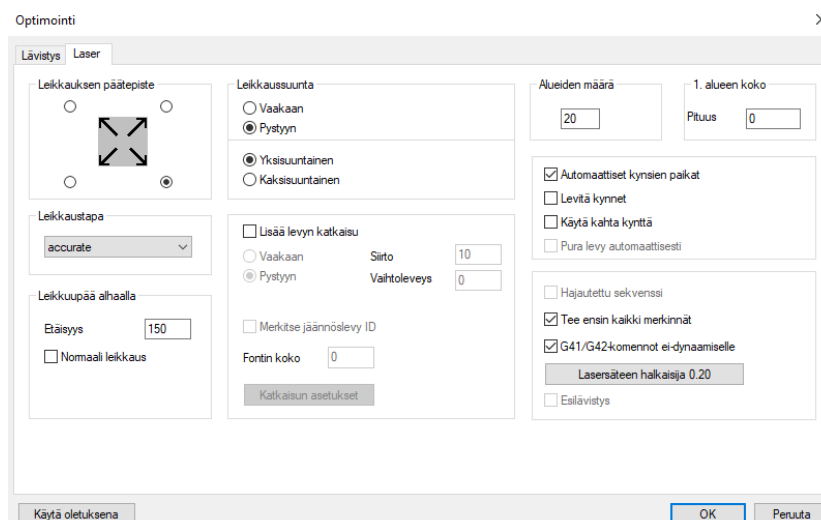 Optimointi
Lävistys
Laser
Leikkauksen päätepiste
Leikkaussuunta
Vaakaan
Pystyyn
Yksisuuntainen
Kaksisuuntainen
Alueiden määrä
20
1. alueen koko
Pituus 0
Leikkaustapa
accurate
Lisää levyn katkaisu
Vaakaan
Pystyyn
Siirto 10
Vaihtoleveys 0
Merkitse jäännöslevy ID
Fontin koko 0
Katkaisun asetukset
Automaattiset kynsien paikat
Levitä kynnet
Käytä kahta kynttä
Pura levy automaattisesti
Leikkuupää alhaalla
Etäisyys 150
Normaali leikkaus
Hajautettu sekvenssi
Tee ensin kaikki merkinnät
G41/G42-komennot ei-dynaamiselle
Lasersäteen halkaisija 0.20
Esilävistys
Käytä oletuksena
OK
Peruuta